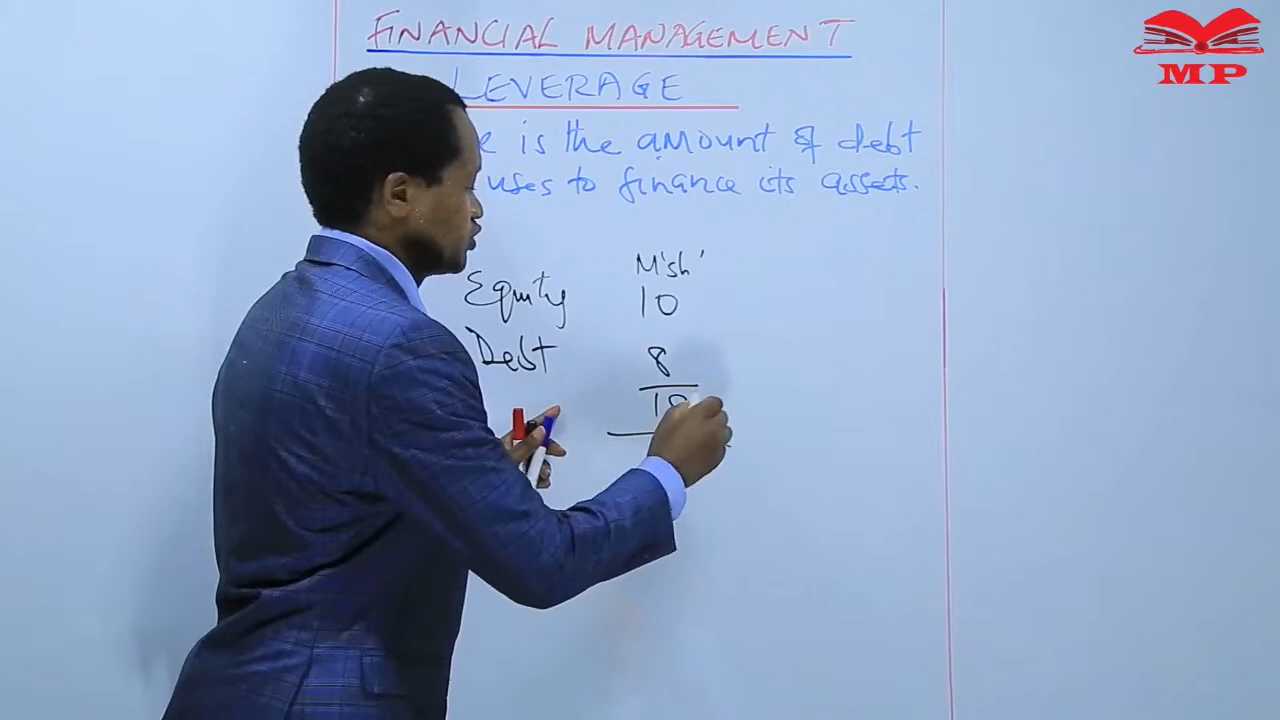 FINANCIAL MANAGEMENT
MP
LEVERAGE
is the amount of debt
uses to finance its assets.
M'sh'
Equity 10
Debt 8
18